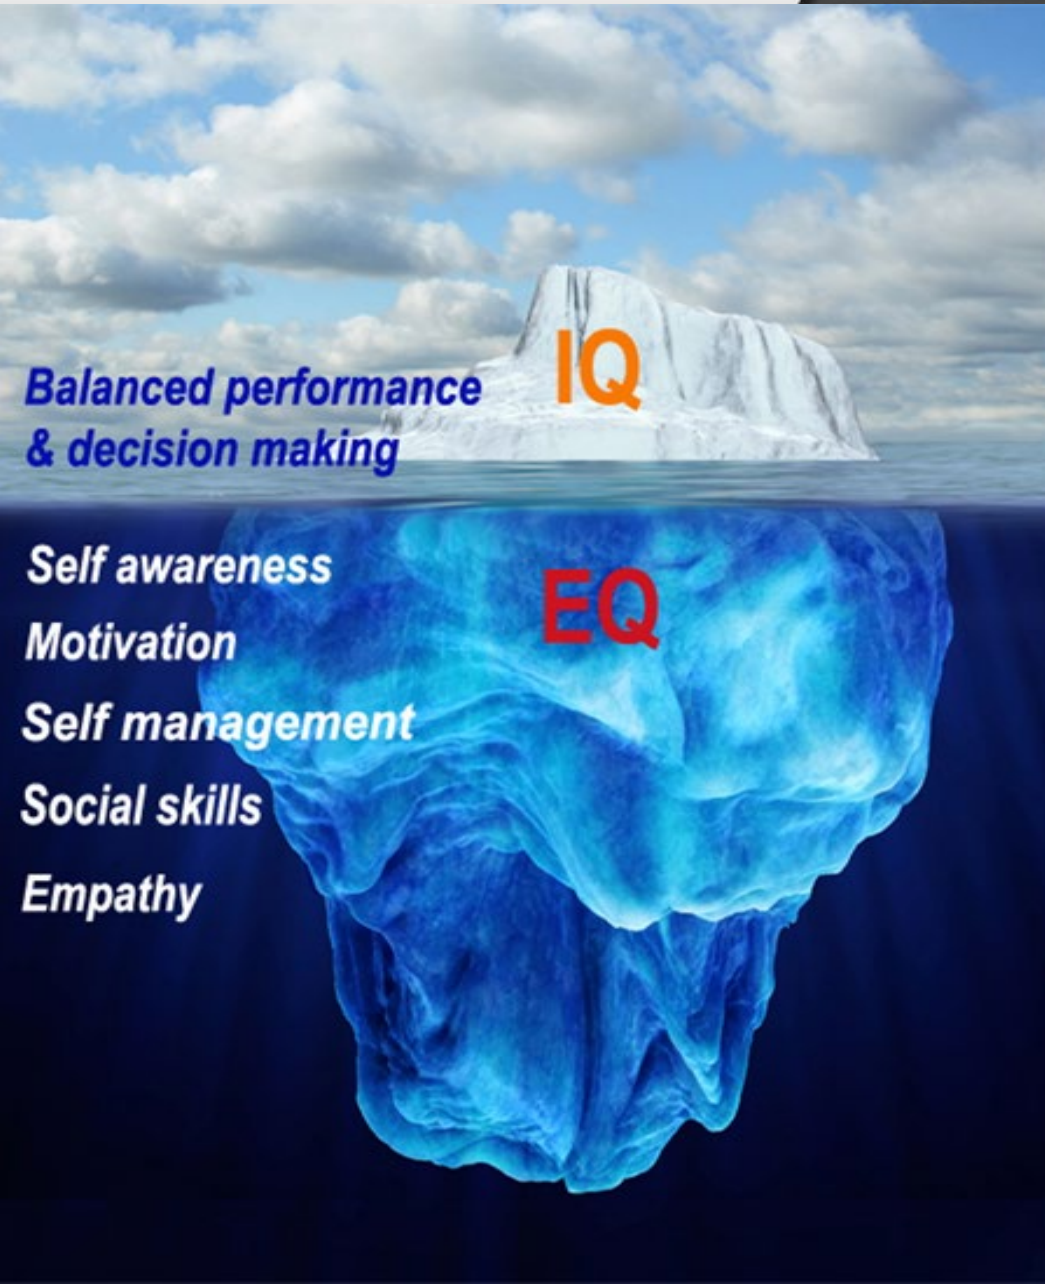 IQ
Balanced performance
& decision making
Self awareness
EQ
Motivation
Self management
Social skills
Empathy